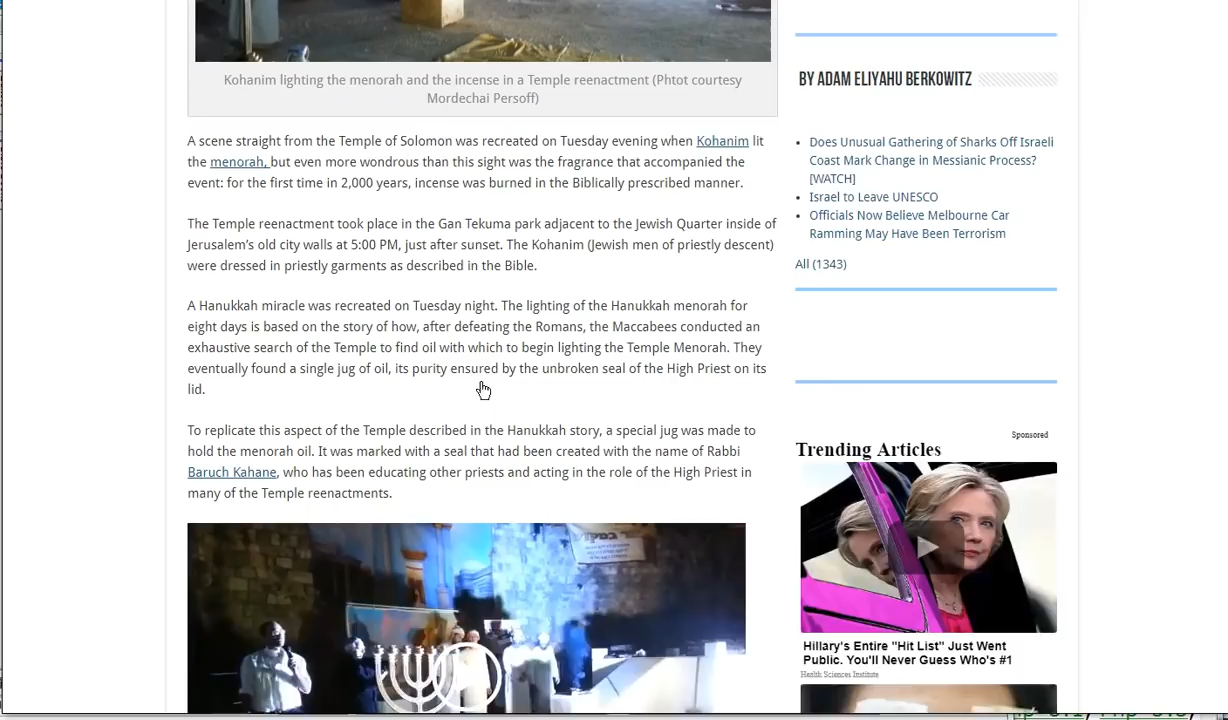 Kohanim lighting the menorah and the incense in a Temple reenactment (Phtot courtesy
Mordechai Persoff)
A scene straight from the Temple of Solomon was recreated on Tuesday evening when Kohanim lit
the menorah, but even more wondrous than this sight was the fragrance that accompanied the
event: for the first time in 2,000 years, incense was burned in the Biblically prescribed manner.
The Temple reenactment took place in the Gan Tekuma park adjacent to the Jewish Quarter inside of
Jerusalem's old city walls at 5:00 PM, just after sunset. The Kohanim (Jewish men of priestly descent)
were dressed in priestly garments as described in the Bible.
A Hanukkah miracle was recreated on Tuesday night. The lighting of the Hanukkah menorah for
eight days is based on the story of how, after defeating the Romans, the Maccabees conducted an
exhaustive search of the Temple to find oil with which to begin lighting the Temple Menorah. They
eventually found a single jug of oil, its purity ensured by the unbroken seal of the High Priest on its
lid.
To replicate this aspect of the Temple described in the Hanukkah story, a special jug was made to
hold the menorah oil. It was marked with a seal that had been created with the name of Rabbi
Baruch Kahane, who has been educating other priests and acting in the role of the High Priest in
many of the Temple reenactments.
BY ADAM ELIYAHU BERKOWITZ
• Does Unusual Gathering of Sharks Off Israeli
Coast Mark Change in Messianic Process?
[WATCH]
• Israel to Leave UNESCO
• Officials Now Believe Melbourne Car
Ramming May Have Been Terrorism
All (1343)
Sponsored
Trending Articles
Hillary's Entire "Hit List" Just Went
Public. You'll Never Guess Who's #1
Health Sciences Institute